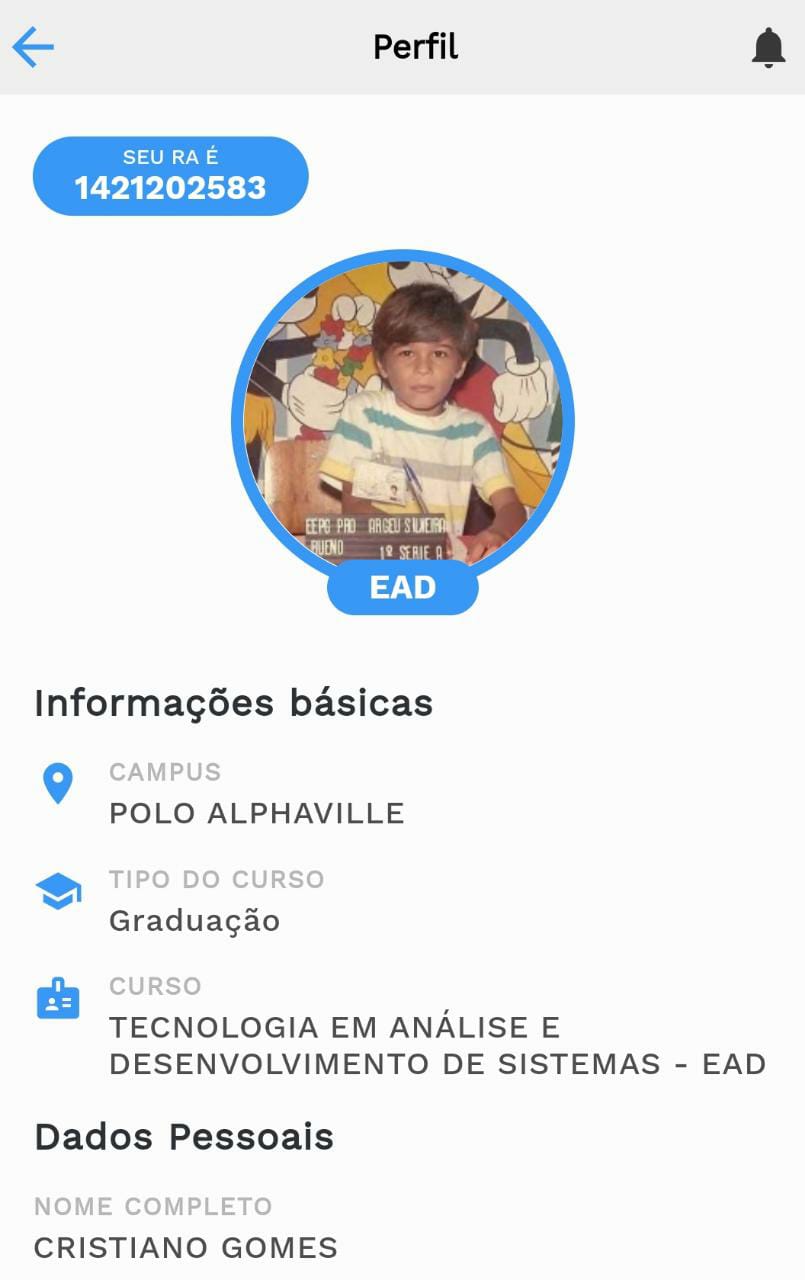 Perfil
SEU RA É
1421202583
EEPG PRO ARGEU SILVEIRA
BUENO 1º SERIE A
EAD
Informações básicas
CAMPUS
POLO ALPHAVILLE
TIPO DO CURSO
Graduação
CURSO
TECNOLOGIA EM ANÁLISE E
DESENVOLVIMENTO DE SISTEMAS - EAD
Dados Pessoais
NOME COMPLETO
CRISTIANO GOMES